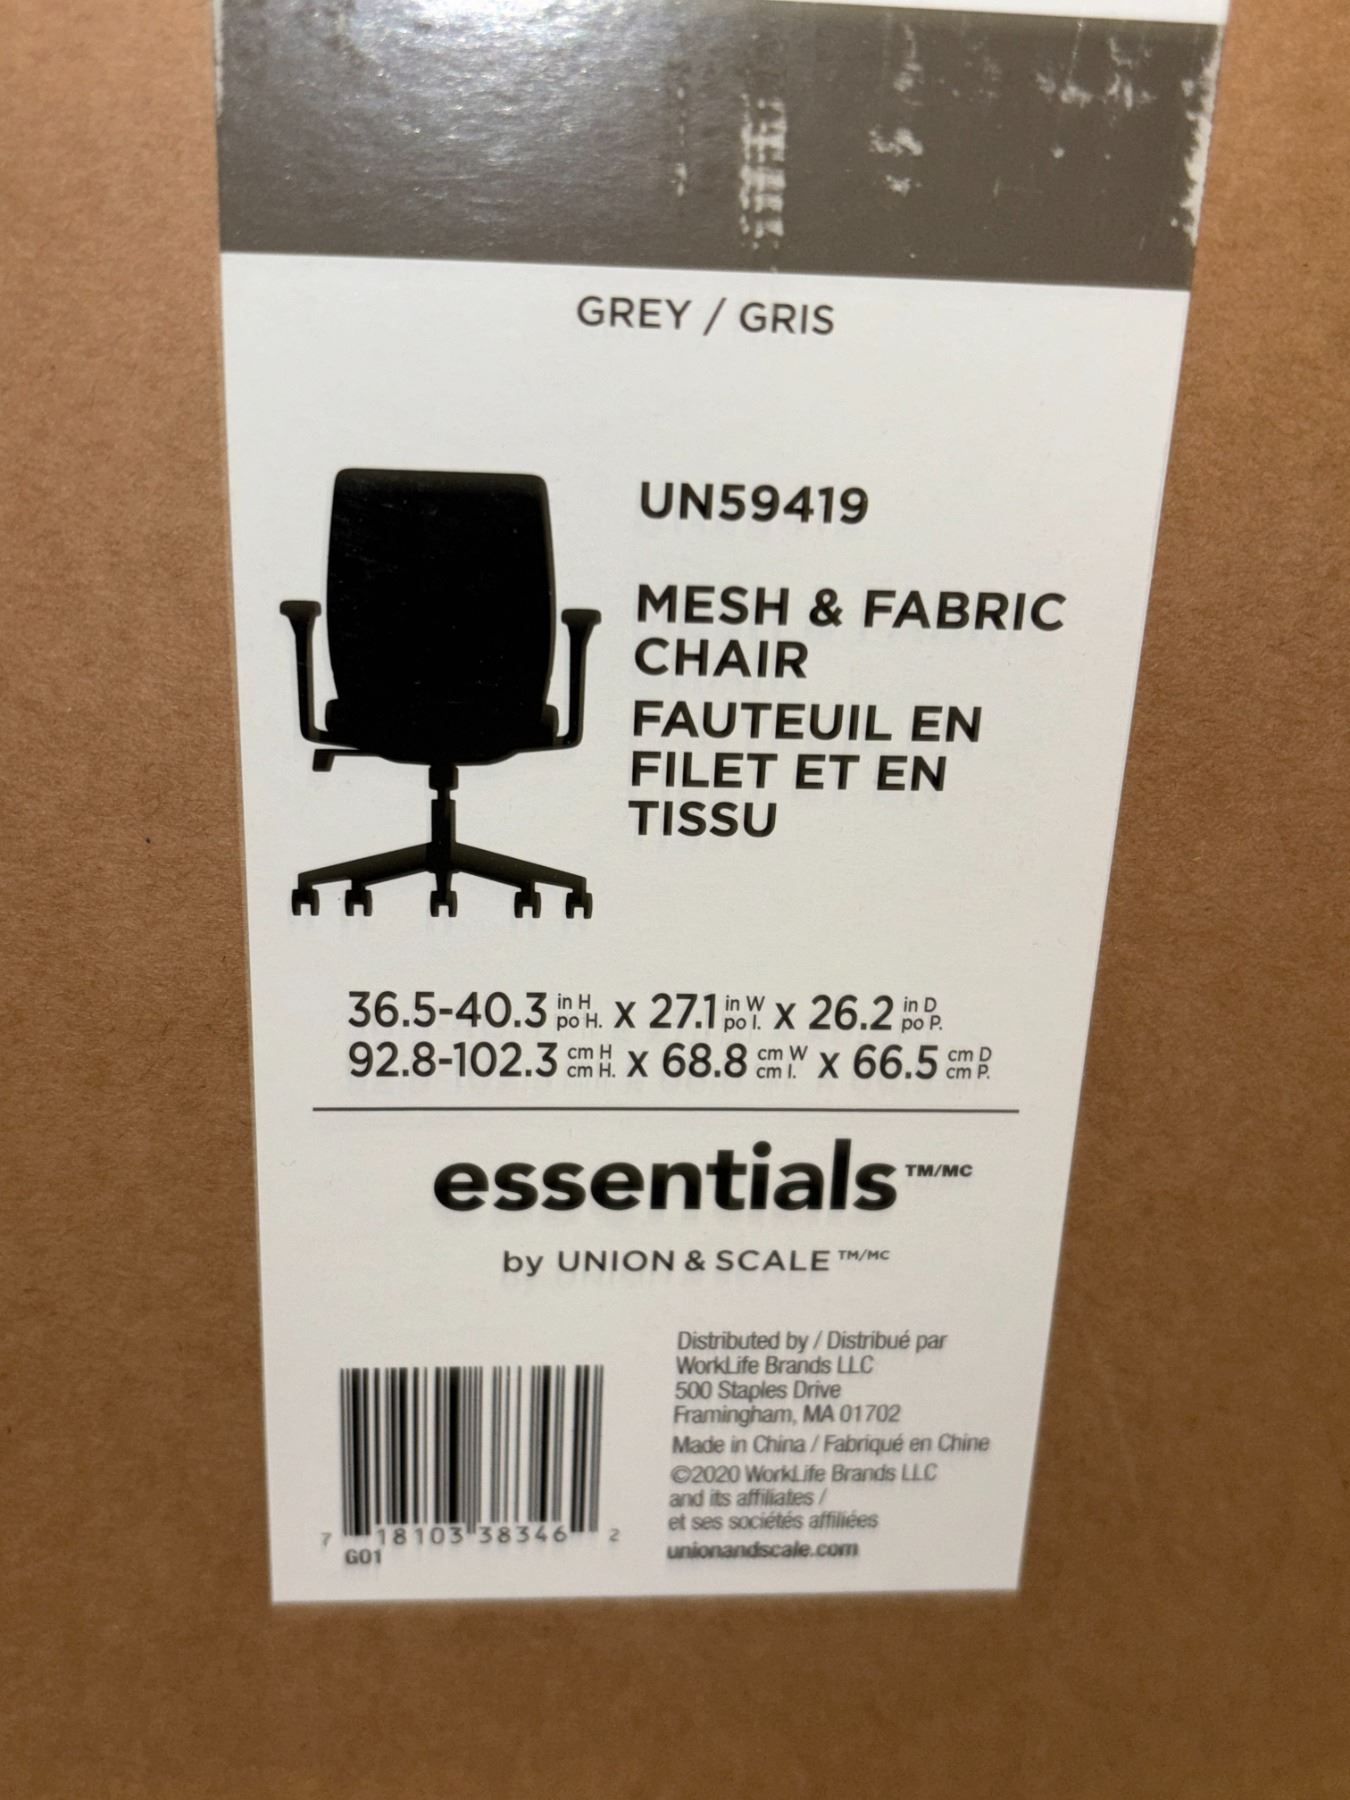 GREY / GRIS
UN59419
MESH & FABRIC
CHAIR
FAUTEUIL EN
FILET ET EN
TISSU
36.5-40.3 in H po H. x 27.1 in W po l. x 26.2 in D po P.
92.8-102.3 cm H cm H. x 68.8 cm W cm l. x 66.5 cm D cm P.
essentials TM/MC
by UNION & SCALE TM/MC
Distributed by / Distribué par
WorkLife Brands LLC
500 Staples Drive
Framingham, MA 01702
Made in China / Fabriqué en Chine
©2020 WorkLife Brands LLC
and its affiliates /
et ses sociétés affiliées
unionandscale.com
7 18103 38346 2
G01